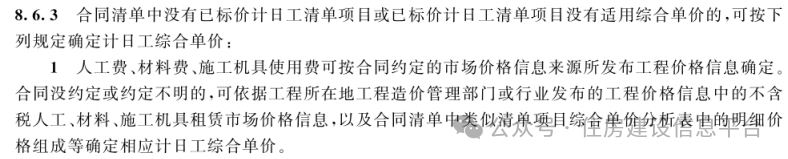 8.6.3 合同清单中没有已标价计日工清单项目或已标价计日工清单项目没有适用综合单价的,可按下
列规定确定计日工综合单价:
1 人工费、材料费、施工机具使用费可按合同约定的市场价格信息来源所发布工程价格信息确定。
合同没约定或约定不明的,可依据工程所在地工程造价管理部门或行业发布的工程价格信息中的不含
税人工、材料、施工机具租赁市场价格信息,以及合同清单中类似清单项目综合单价分析表中的明细价
格组成等确定相应计日工综合单价。
公众号·住房建设信息平台